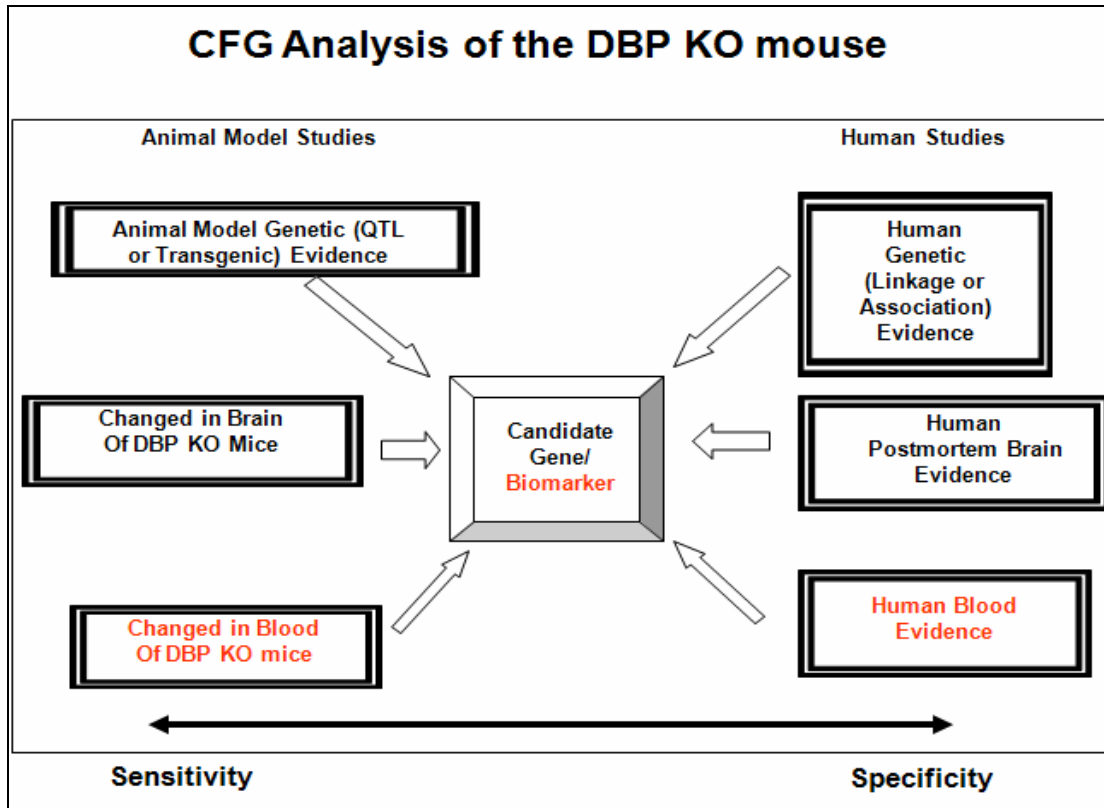 CFG Analysis of the DBP KO mouse
Animal Model Studies
Human Studies
Animal Model Genetic (QTL
or Transgenic) Evidence
Human
Genetic
(Linkage or
Association)
Evidence
Changed in Brain
Of DBP KO Mice
Candidate
Gene/
Biomarker
Human
Postmortem Brain
Evidence
Changed in Blood
Of DBP KO mice
Human Blood
Evidence
Sensitivity
Specificity